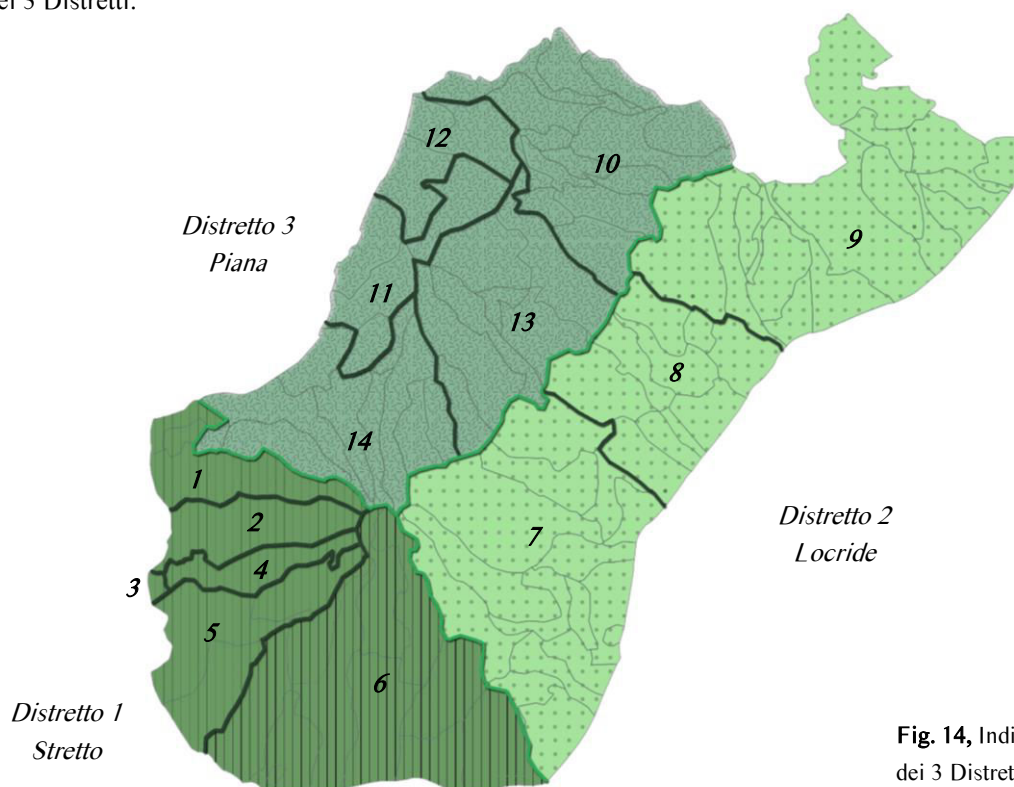 ei 3 Distretti.
12
10
Distretto 3
Piana
9
11
13
8
14
1
2
7
Distretto 2
Locride
4
3
5
6
Distretto 1
Stretto
Fig. 14, Indi
dei 3 Distret